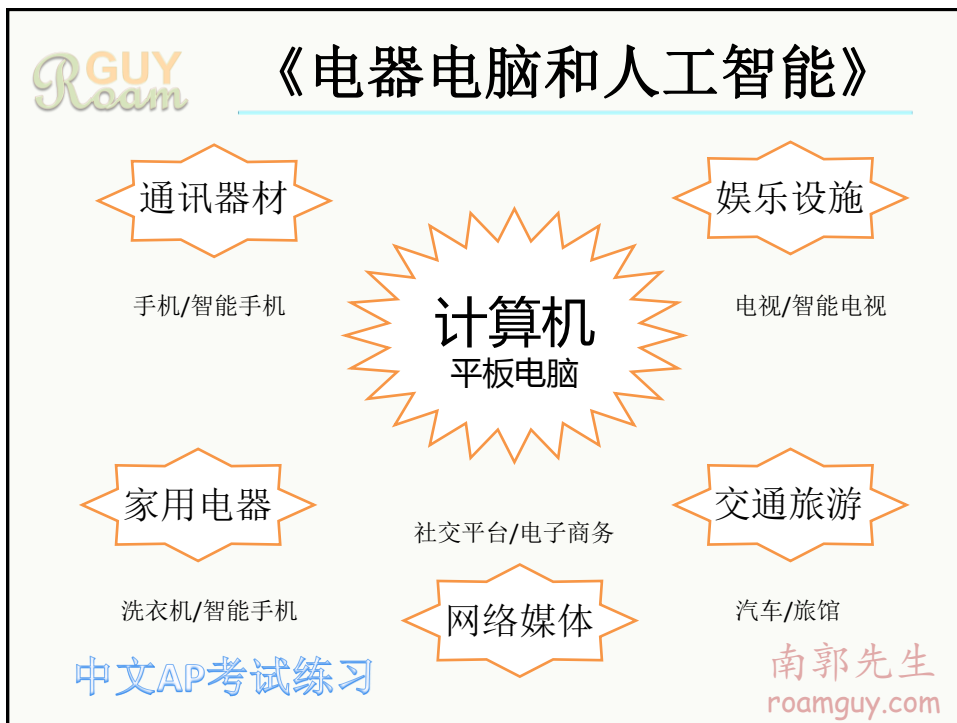 GUY
Roam
《电器电脑和人工智能》
通讯器材
娱乐设施
手机/智能手机
电视/智能电视
计算机
平板电脑
家用电器
交通旅游
社交平台/电子商务
洗衣机/智能手机
汽车/旅馆
网络媒体
中文AP考试练习
南郭先生
roamguy.com